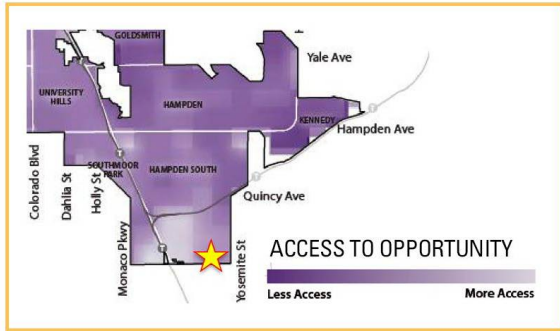 GOLDSMITH
Yale Ave
UNIVERSITY
HILLS
HAMPDEN
KENNEDY
Hampden Ave
SOUTHMOOR
PARK
HAMPDEN SOUTH
Colorado Blvd
Dahlia St
Holly St
Quincy Ave
Monaco Pkwy
Yosemite St
T
T
T
T
T
ACCESS TO OPPORTUNITY
Less Access
More Access